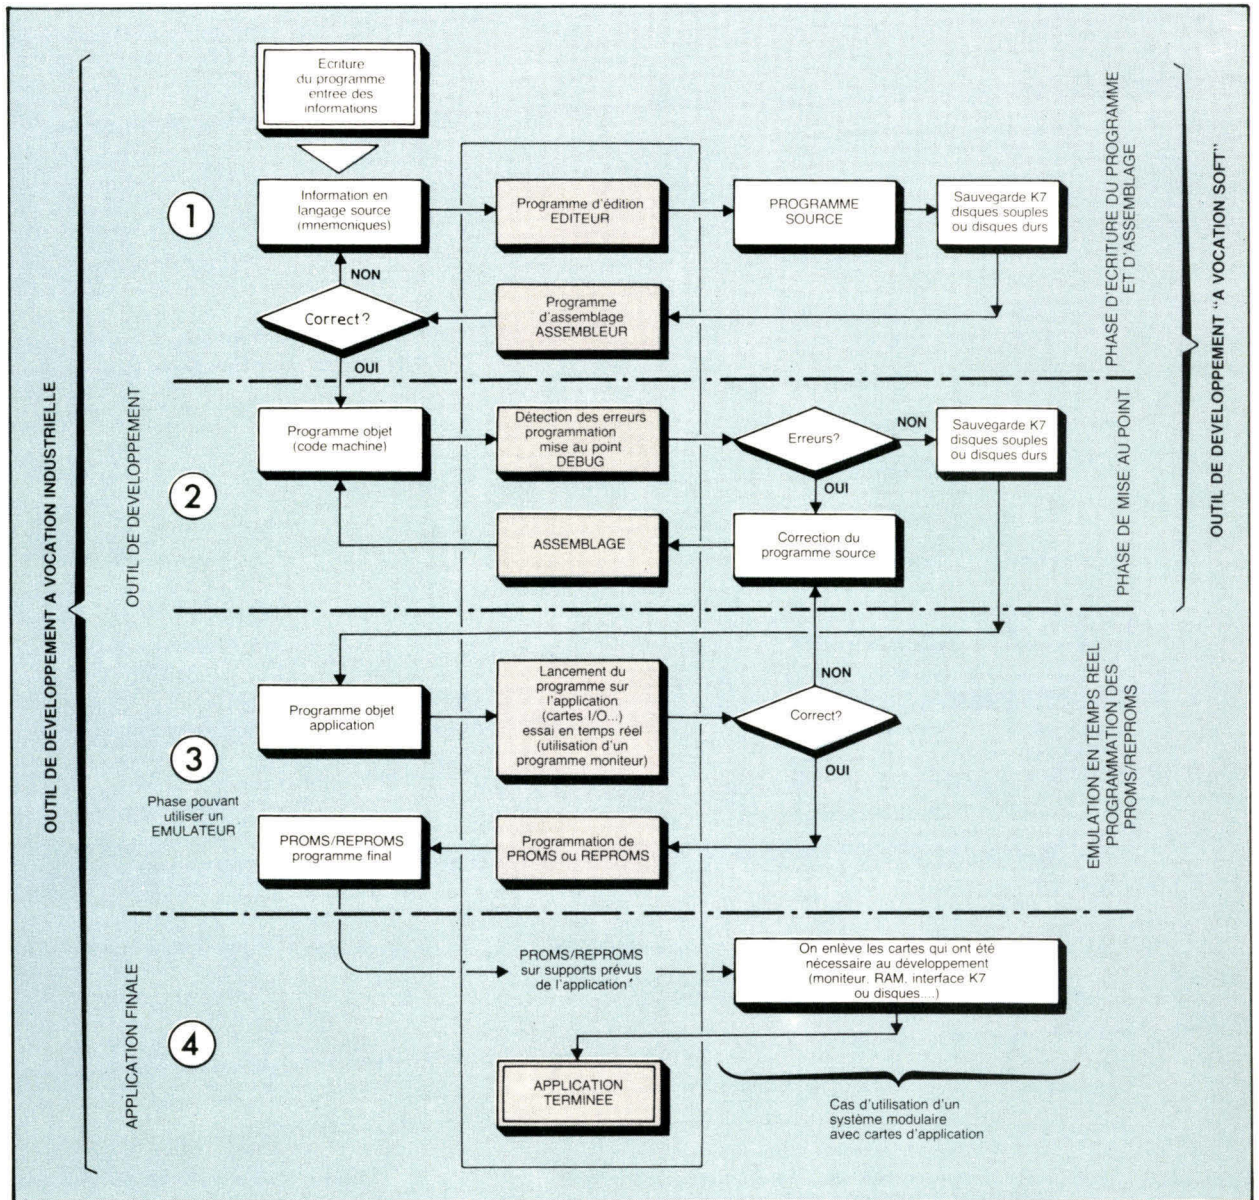 Ecriture
du programme
entree des
informations
1
Information en
langage source
(mnemoniques)
Programme d'édition
EDITEUR
PROGRAMME
SOURCE
Sauvegarde K7
disques souples
ou disques durs
NON
Correct?
OUI
Programme
d'assemblage
ASSEMBLEUR
PHASE D'ECRITURE DU PROGRAMME
ET D'ASSEMBLAGE
OUTIL DE DEVELOPPEMENT "A VOCATION SOFT"
OUTIL DE DEVELOPPEMENT A VOCATION INDUSTRIELLE
OUTIL DE DEVELOPPEMENT
2
Programme objet
(code machine)
Détection des erreurs
programmation
mise au point
DEBUG
Erreurs?
NON
OUI
Sauvegarde K7
disques souples
ou disques durs
ASSEMBLAGE
Correction du
programme source
PHASE DE MISE AU POINT
3
Phase pouvant
utiliser un
EMULATEUR
Programme objet
application
Lancement du
programme sur
l'application
(cartes I/O...)
essai en temps réel
(utilisation d'un
programme moniteur)
NON
Correct?
OUI
PROMS/REPROMS
programme final
Programmation de
PROMS ou REPROMS
EMULATION EN TEMPS REEL
PROGRAMMATION DES
PROMS/REPROMS
APPLICATION FINALE
4
PROMS/REPROMS
sur supports prévus
de l'application*
On enlève les cartes qui ont été
nécessaire au développement
(moniteur, RAM, interface K7
ou disques....)
APPLICATION
TERMINEE
Cas d'utilisation d'un
système modulaire
avec cartes d'application